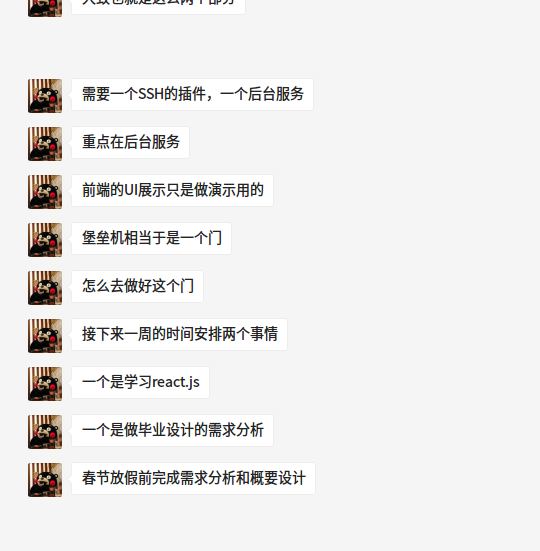 需要一个SSH的插件，一个后台服务
重点在后台服务
前端的UI展示只是做演示用的
堡垒机相当于是一个门
怎么去做好这个门
接下来一周的时间安排两个事情
一个是学习react.js
一个是做毕业设计的需求分析
春节放假前完成需求分析和概要设计